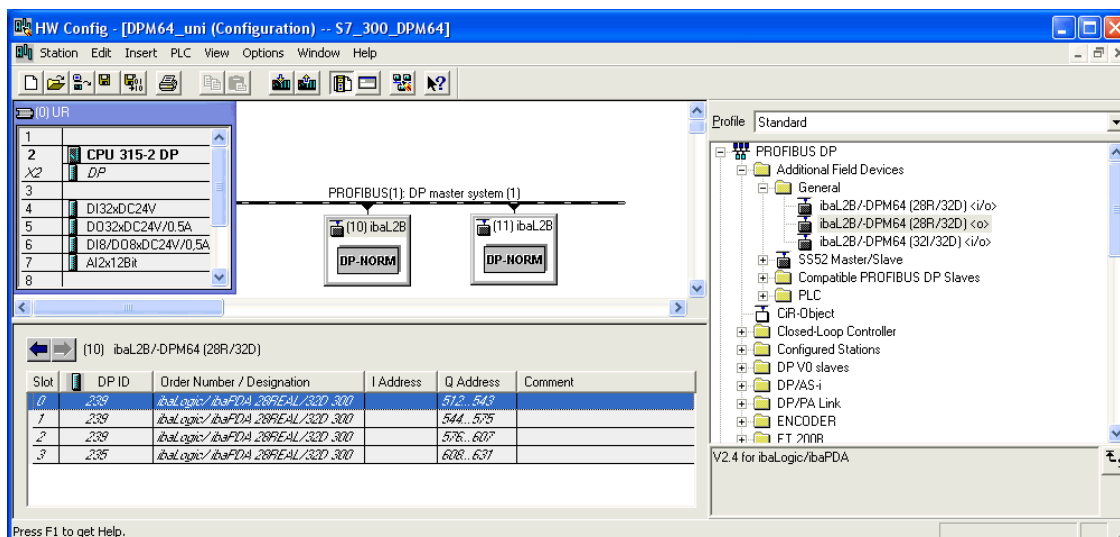 HW Config - [DPM64_uni (Configuration) -- S7_300_DPM64]
Station Edit Insert PLC View Options Window Help
(0) UR
1
2 CPU 315-2 DP
X2 DP
3
4 DI32xDC24V
5 DO32xDC24V/0.5A
6 DI8/DO8xDC24V/0,5A
7 AI2x12Bit
8
PROFIBUS(1): DP master system (1)
(10) ibaL2B
DP-NORM
(11) ibaL2B
DP-NORM
Profile Standard
PROFIBUS DP
Additional Field Devices
General
ibaL2B/-DPM64 (28R/32D) <i/o>
ibaL2B/-DPM64 (28R/32D) <o>
ibaL2B/-DPM64 (32I/32D) <i/o>
SS52 Master/Slave
Compatible PROFIBUS DP Slaves
PLC
CiR-Object
Closed-Loop Controller
Configured Stations
DP V0 slaves
DP/AS-i
DP/PA Link
ENCODER
ET 200B
V2.4 for ibaLogic/ibaPDA
(10) ibaL2B/-DPM64 (28R/32D)
Slot DP ID Order Number / Designation I Address Q Address Comment
0 239 ibaLogic/ibaPDA 28REAL/32D 300 512...543
1 239 ibaLogic/ibaPDA 28REAL/32D 300 544...575
2 239 ibaLogic/ibaPDA 28REAL/32D 300 576...607
3 235 ibaLogic/ibaPDA 28REAL/32D 300 608...631
Press F1 to get Help.